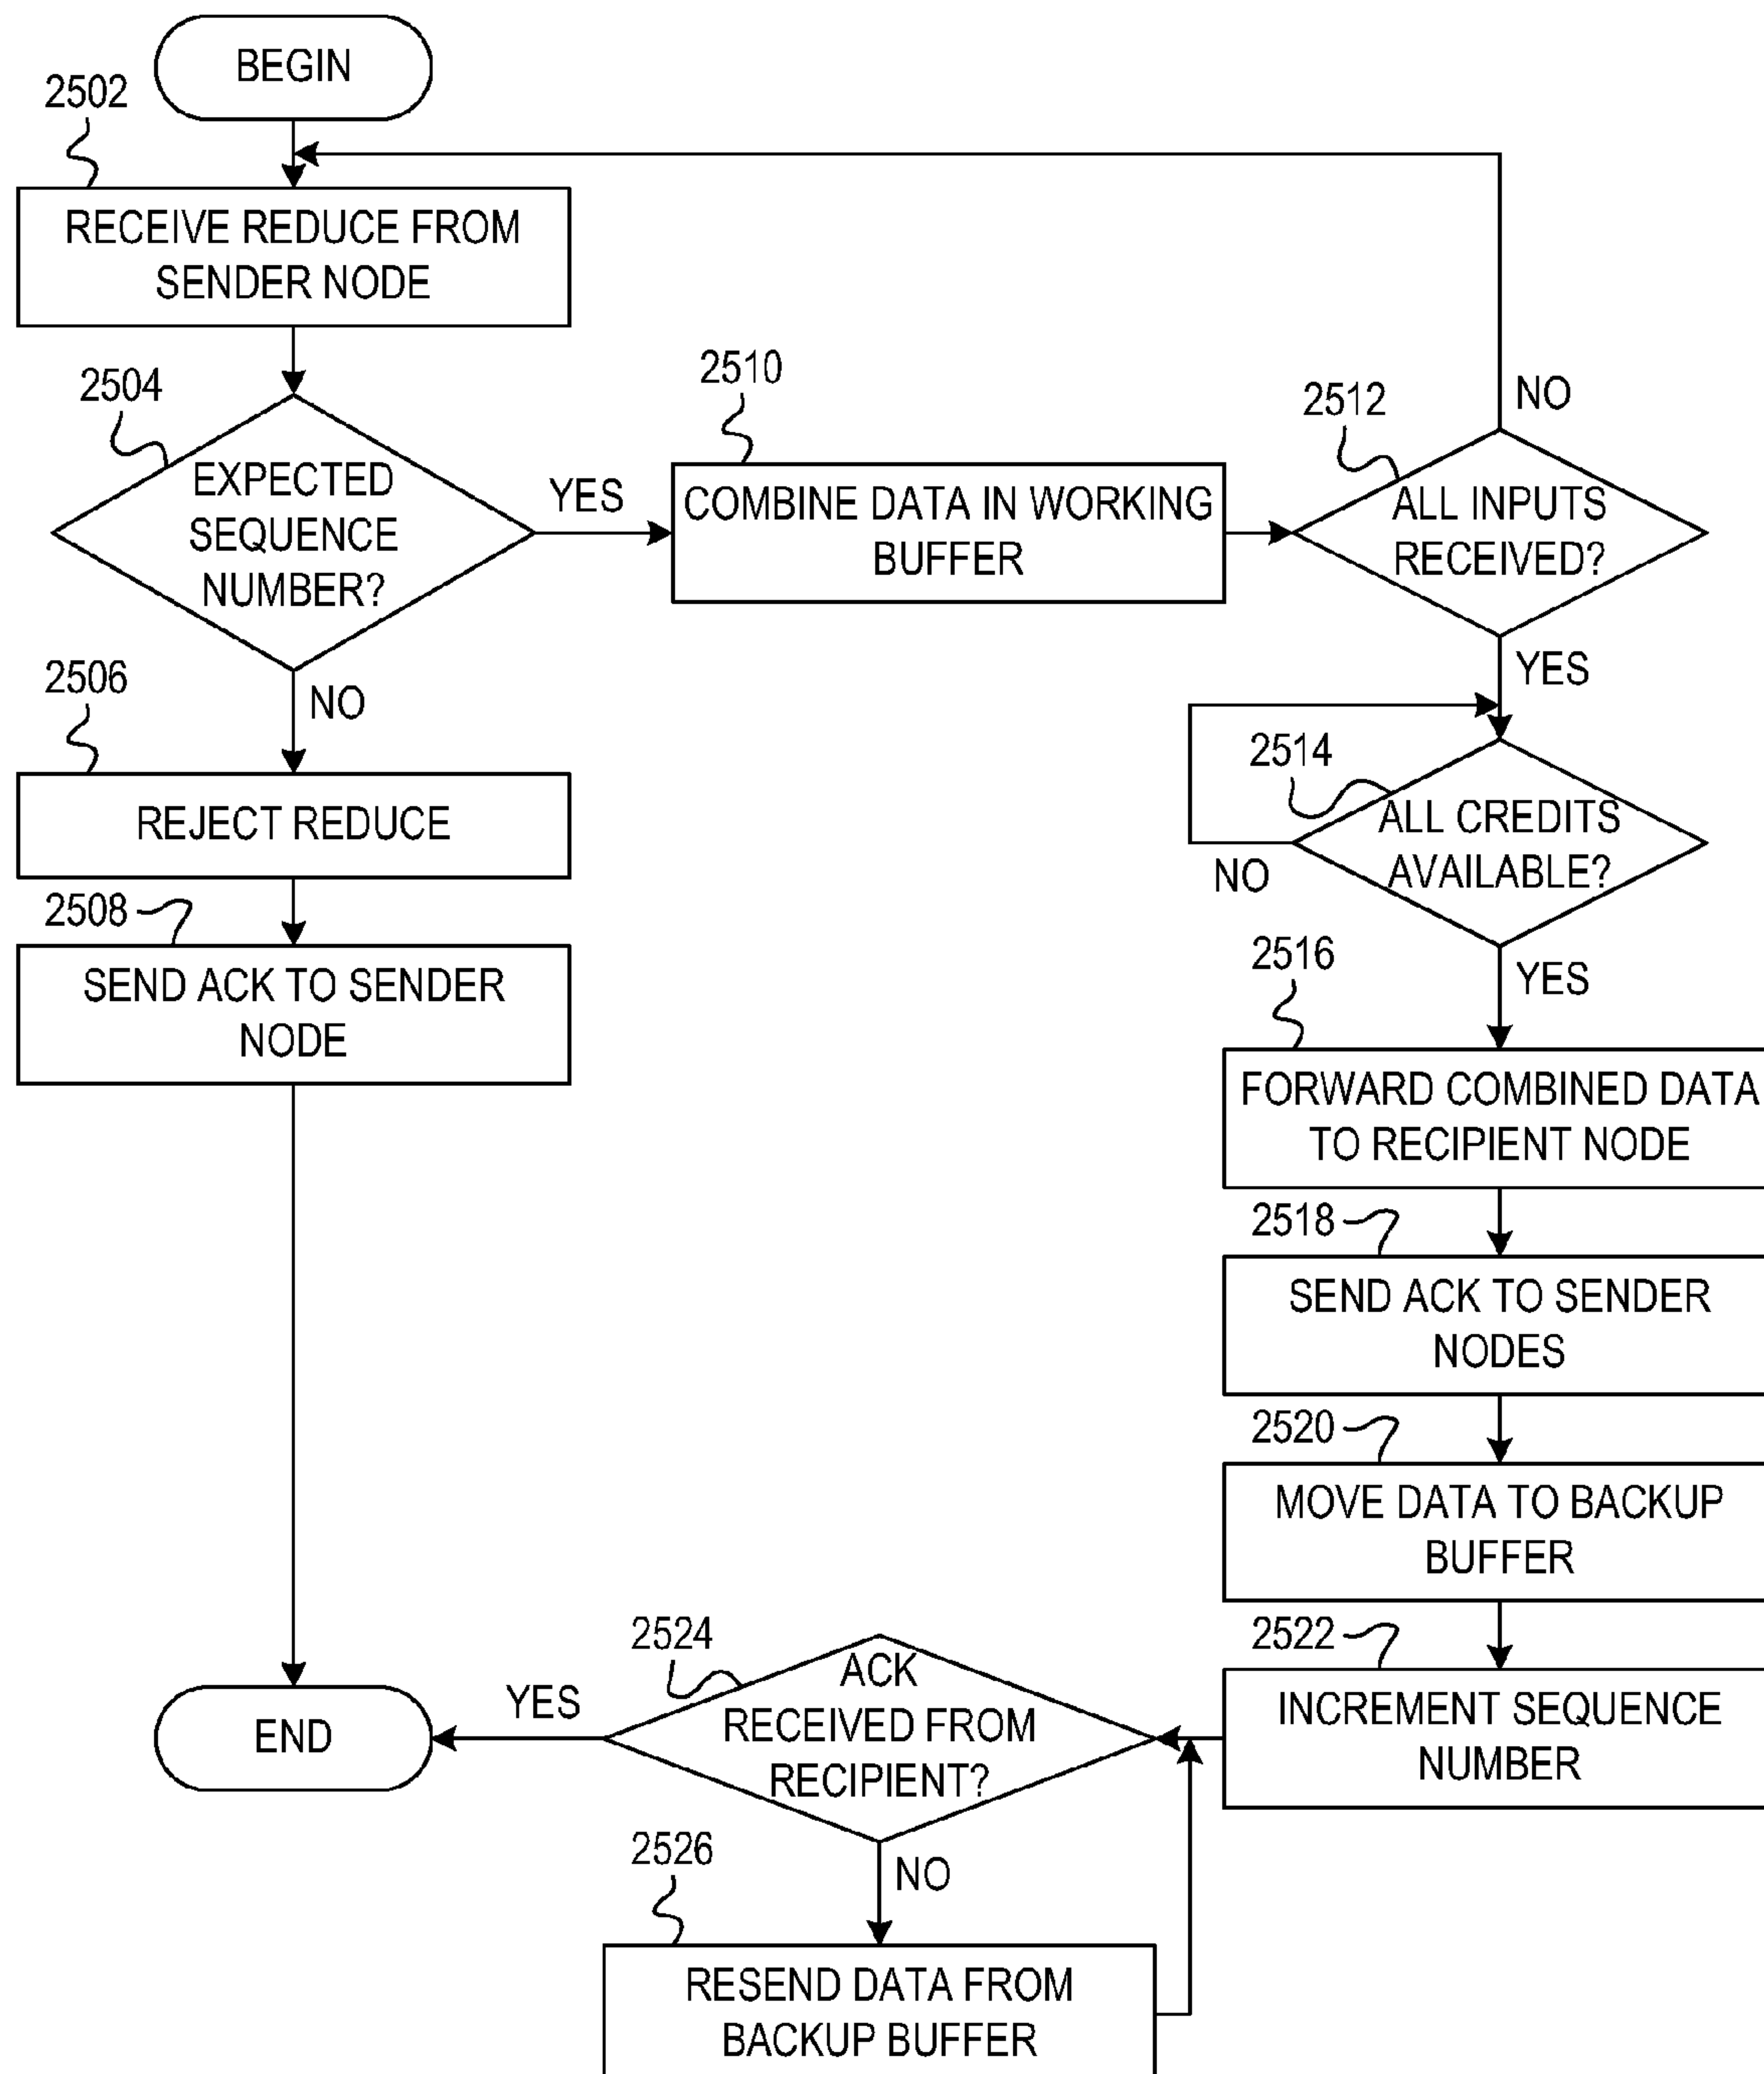 BEGIN
2502
RECEIVE REDUCE FROM
SENDER NODE
2504
EXPECTED
SEQUENCE
NUMBER?
YES
NO
2510
COMBINE DATA IN WORKING
BUFFER
2512
ALL INPUTS
RECEIVED?
NO
YES
2506
REJECT REDUCE
2508
SEND ACK TO SENDER
NODE
2514
ALL CREDITS
AVAILABLE?
NO
YES
2516
FORWARD COMBINED DATA
TO RECIPIENT NODE
2518
SEND ACK TO SENDER
NODES
2520
MOVE DATA TO BACKUP
BUFFER
2522
INCREMENT SEQUENCE
NUMBER
2524
ACK
RECEIVED FROM
RECIPIENT?
YES
END
NO
2526
RESEND DATA FROM
BACKUP BUFFER